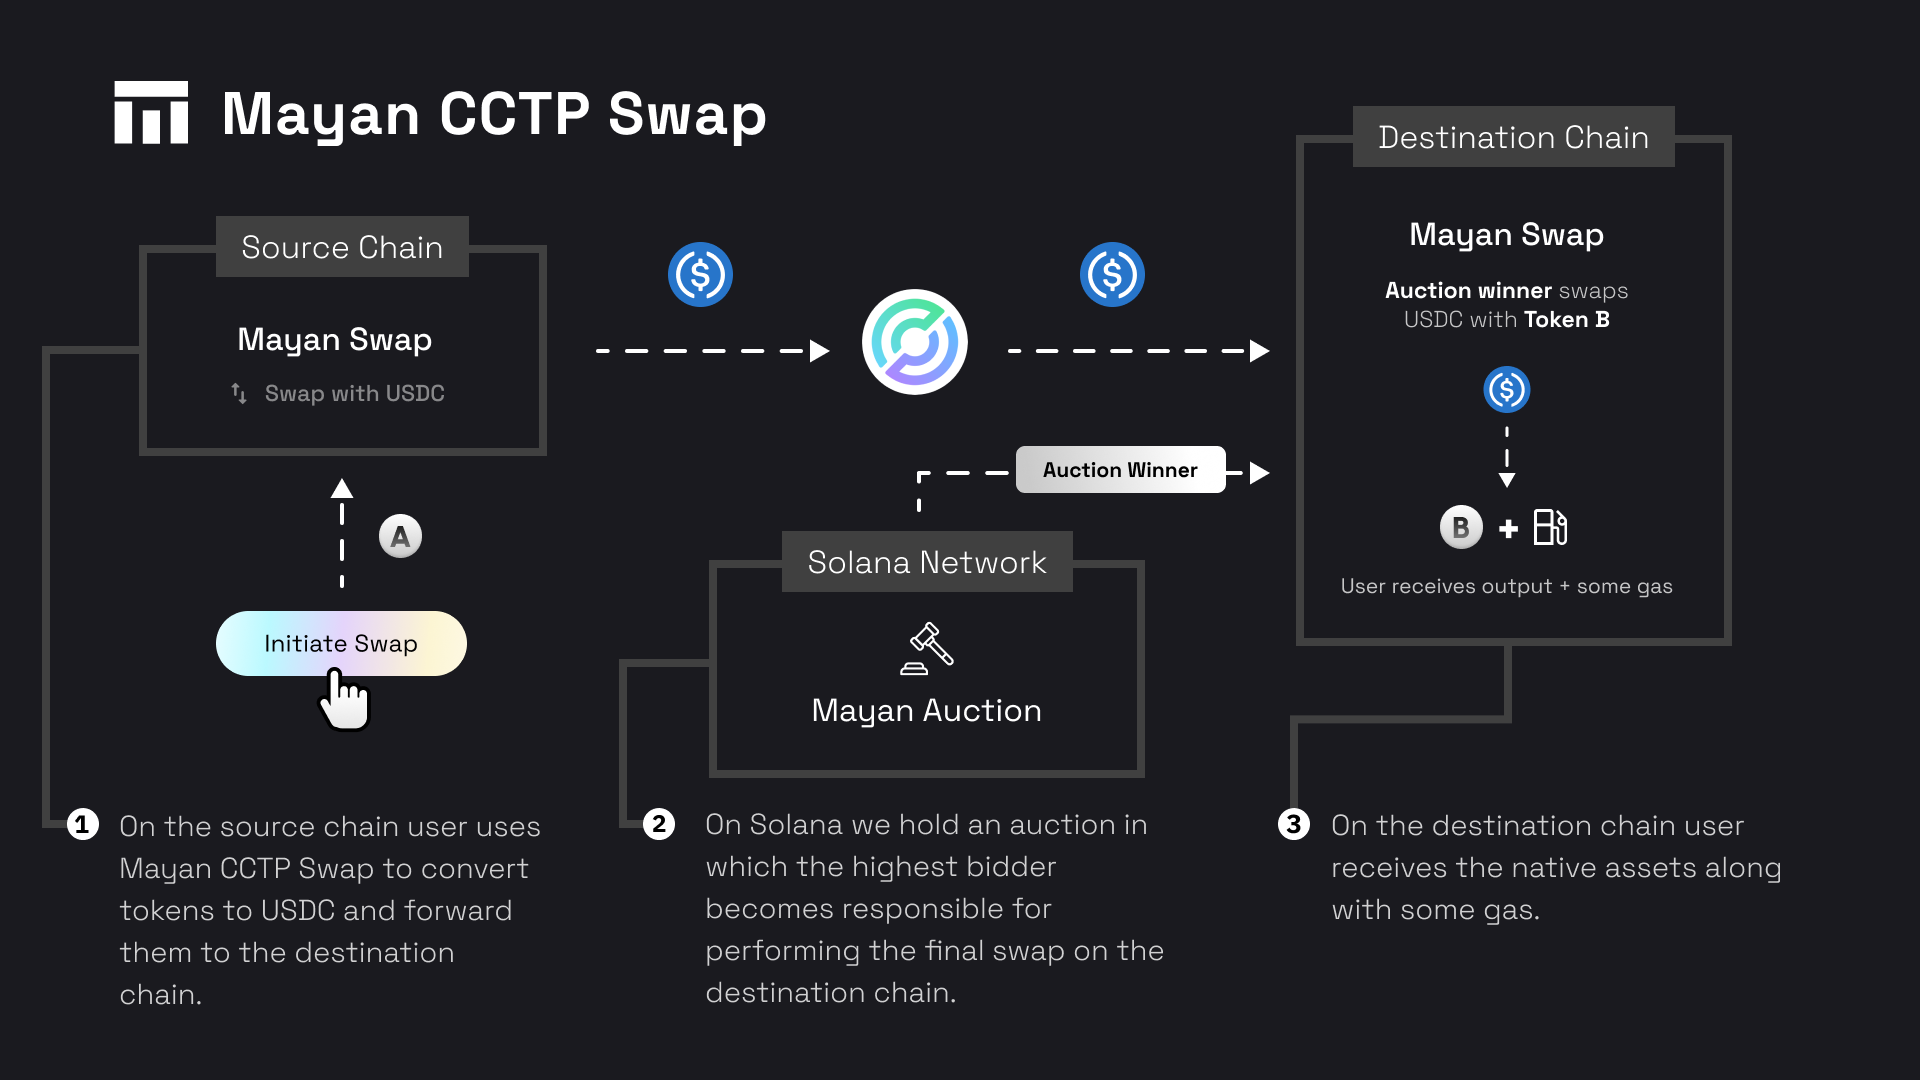 Mayan CCTP Swap
Source Chain
Mayan Swap
Swap with USDC
A
Initiate Swap
Auction Winner
Solana Network
Mayan Auction
Destination Chain
Mayan Swap
Auction winner swaps
USDC with Token B
B +
User receives output + some gas
1
On the source chain user uses
Mayan CCTP Swap to convert
tokens to USDC and forward
them to the destination
chain.
2
On Solana we hold an auction in
which the highest bidder
becomes responsible for
performing the final swap on the
destination chain.
3
On the destination chain user
receives the native assets along
with some gas.